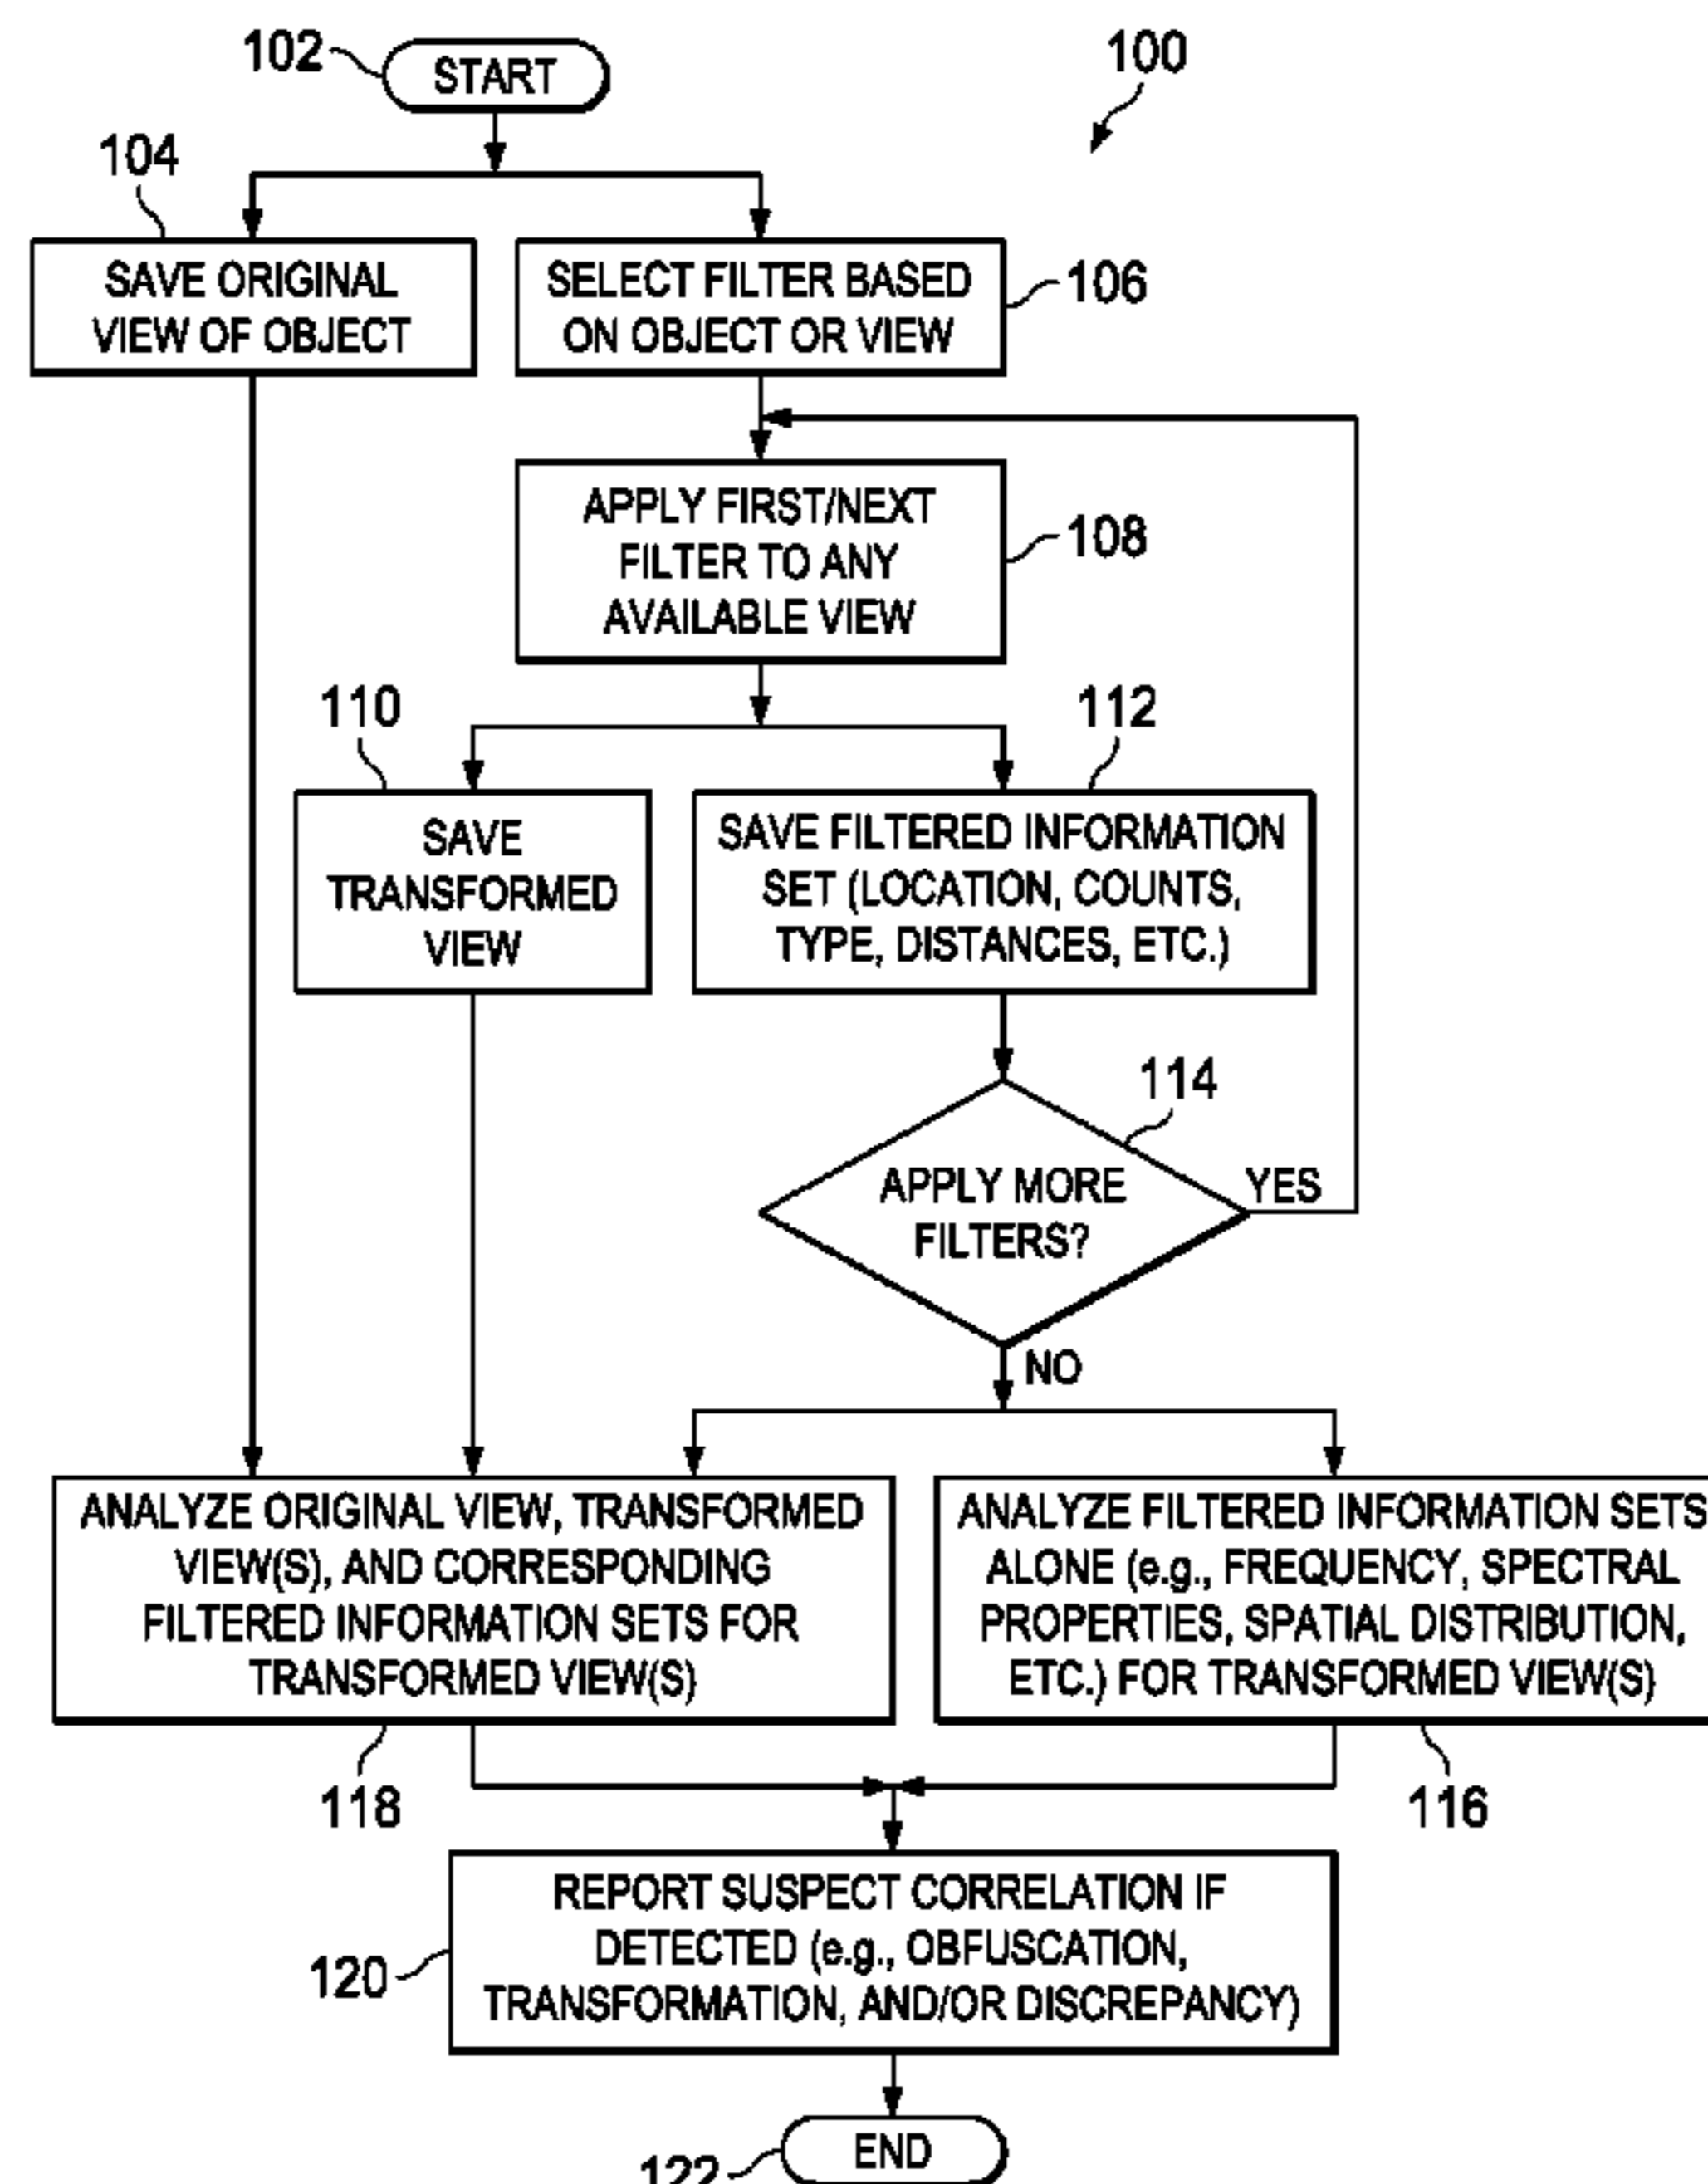 102
START
100
104
SAVE ORIGINAL
VIEW OF OBJECT
SELECT FILTER BASED
ON OBJECT OR VIEW
106
APPLY FIRST/NEXT
FILTER TO ANY
AVAILABLE VIEW
108
110
SAVE
TRANSFORMED
VIEW
112
SAVE FILTERED INFORMATION
SET (LOCATION, COUNTS,
TYPE, DISTANCES, ETC.)
114
APPLY MORE
FILTERS?
YES
NO
ANALYZE ORIGINAL VIEW, TRANSFORMED
VIEW(S), AND CORRESPONDING
FILTERED INFORMATION SETS FOR
TRANSFORMED VIEW(S)
118
ANALYZE FILTERED INFORMATION SETS
ALONE (e.g., FREQUENCY, SPECTRAL
PROPERTIES, SPATIAL DISTRIBUTION,
ETC.) FOR TRANSFORMED VIEW(S)
116
REPORT SUSPECT CORRELATION IF
DETECTED (e.g., OBFUSCATION,
TRANSFORMATION, AND/OR DISCREPANCY)
120
END
122